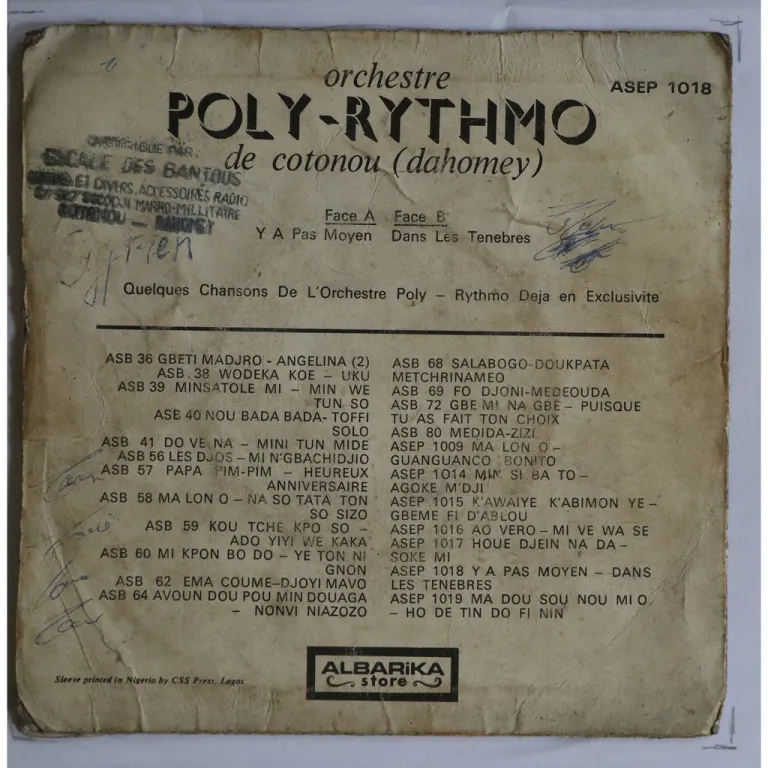 orchestre
ASEP 1018
POLY-RYTHMO
de cotonou (dahomey)
ESCALE DES BANTOUS
ET DIVERS, ACCESSOIRES RADIO
MARRO-MILLITAIRE
COTONOU — DAHOMEY
Face A Face B
Y A Pas Moyen Dans Les Tenebres
Quelques Chansons De L'Orchestre Poly – Rythmo Deja en Exclusivite
ASB 36 GBETI MADJRO - ANGELINA (2)
ASB.38 WODEKA KOE – UKU
ASB 39 MINSATOLE MI – MIN WE
TUN SO
ASB 40 NOU BADA BADA- TOFFI
SOLO
ASB 41 DO VE NA – MINI TUN MIDE
ASB 56 LES DJOS – MI N'GBACHIDJIO
ASB 57 PAPA PIM-PIM – HEUREUX
ANNIVERSAIRE
ASB 58 MA LON O – NA SO TATA TON
SO SIZO
ASB 59 KOU TCHE KPO SO –
ADO YIYI WE KAKA
ASB 60 MI KPON BO DO – YE TON NI
GNON
ASB 62 EMA COUME–DJOYI MAVO
ASB 64 AVOUN DOU POU MIN DOUAGA
– NONVI NIAZOZO
ASB 68 SALABOGO-DOUKPATA
METCHRINAMEO
ASB 69 FO DJONI-MEDEOUDA
ASB 72 GBE MI NA GBE – PUISQUE
TU AS FAIT TON CHOIX
ASB 80 MEDIDA-ZIZI
ASEP 1009 MA LON O –
GUANGUANCO BONITO
ASEP 1014 MIN SI BA TO –
AGOKE M'DJI
ASEP 1015 K'AWAIYE K'ABIMON YE –
GBEME FI D'ABLOU
ASEP 1016 AO VERO – MI VE WA SE
ASEP 1017 HOUE DJEIN NA DA –
SOKE MI
ASEP 1018 Y A PAS MOYEN – DANS
LES TENEBRES
ASEP 1019 MA DOU SOU NOU MI O
– HO DE TIN DO FI NIN
ALBARiKA
store
Sleeve printed in Nigeria by CSS Press, Lagos